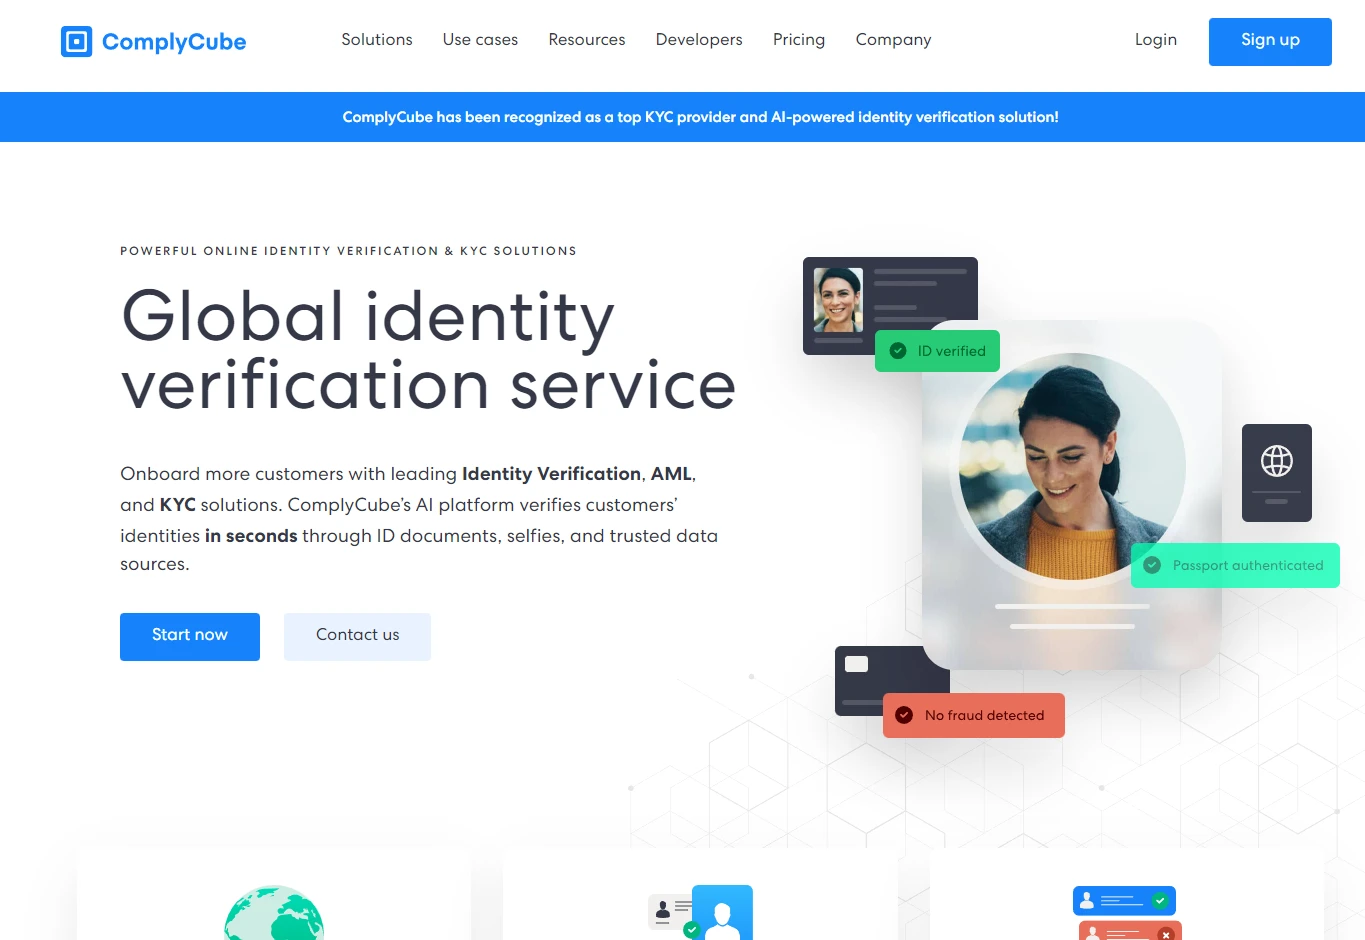 ComplyCube
Solutions
Use cases
Resources
Developers
Pricing
Company
Login
Sign up
ComplyCube has been recognized as a top KYC provider and AI-powered identity verification solution!
POWERFUL ONLINE IDENTITY VERIFICATION & KYC SOLUTIONS
Global identity
verification service
Onboard more customers with leading Identity Verification, AML,
and KYC solutions. ComplyCube’s AI platform verifies customers’
identities in seconds through ID documents, selfies, and trusted data
sources.
Start now
Contact us
ID verified
Passport authenticated
No fraud detected